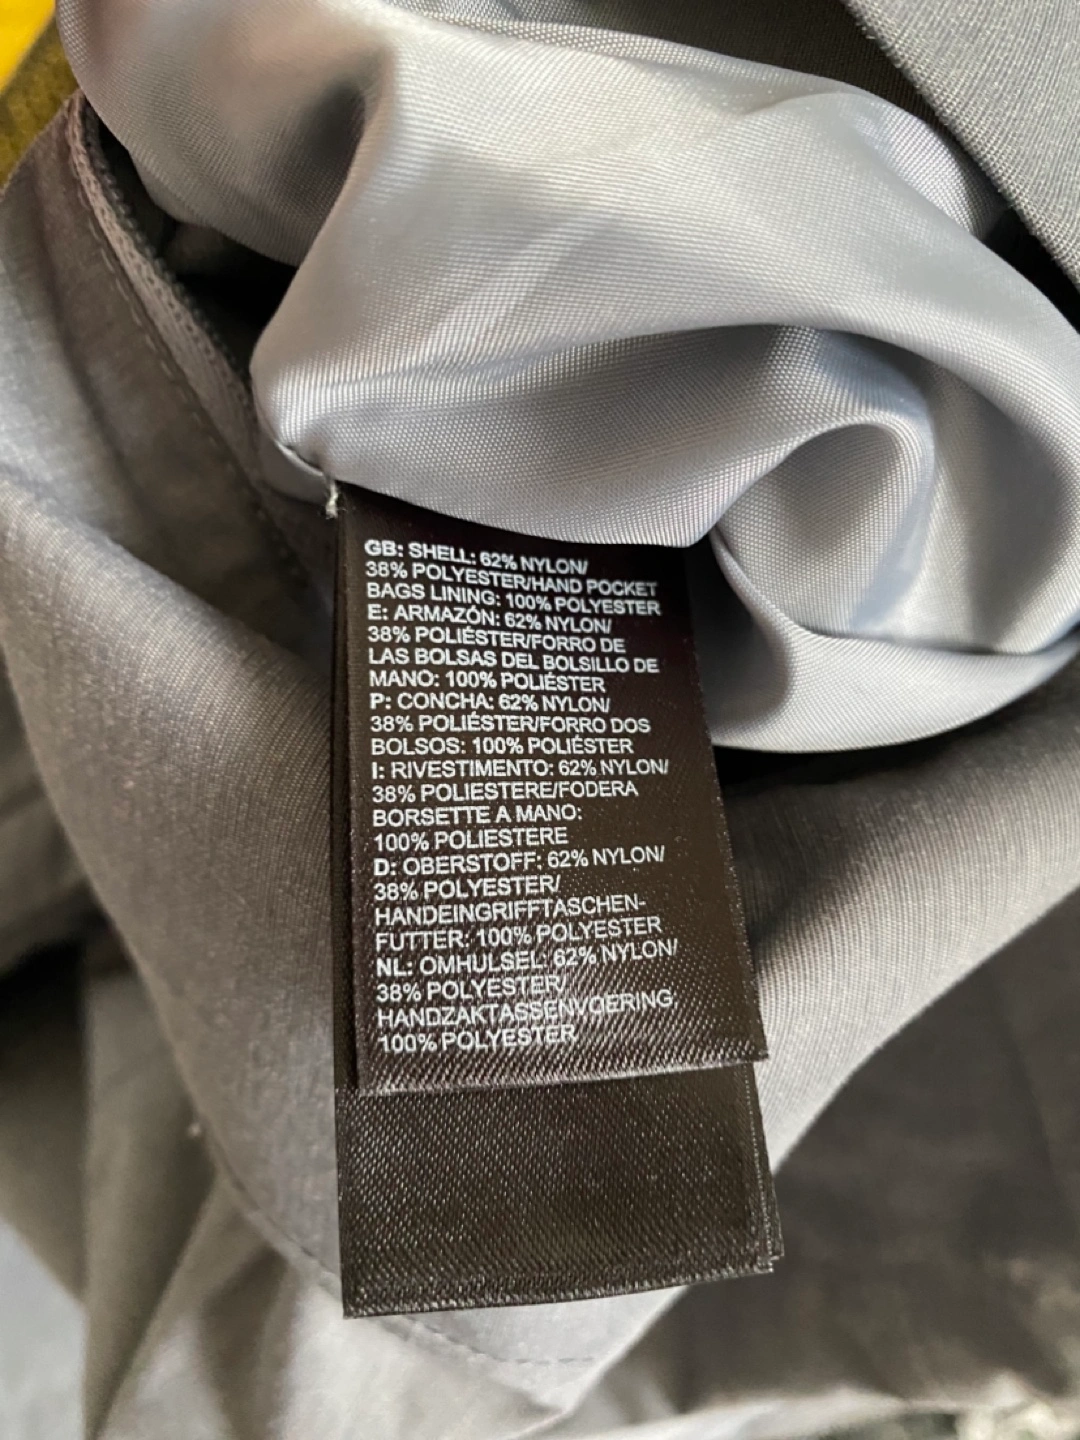 GB: SHELL: 62% NYLON/
38% POLYESTER/HAND POCKET
BAGS LINING: 100% POLYESTER
E: ARMAZÓN: 62% NYLON/
38% POLIÉSTER/FORRO DE
LAS BOLSAS DEL BOLSILLO DE
MANO: 100% POLIÉSTER
P: CONCHA: 62% NYLON/
38% POLIÉSTER/FORRO DOS
BOLSOS: 100% POLIÉSTER
I: RIVESTIMENTO: 62% NYLON/
38% POLIESTERE/FODERA
BORSETTE A MANO:
100% POLIESTERE
D: OBERSTOFF: 62% NYLON/
38% POLYESTER/
HANDEINGRIFFTASCHEN-
FUTTER: 100% POLYESTER
NL: OMHULSEL: 62% NYLON/
38% POLYESTER/
HANDZAKTASSENVOERING;
100% POLYESTER